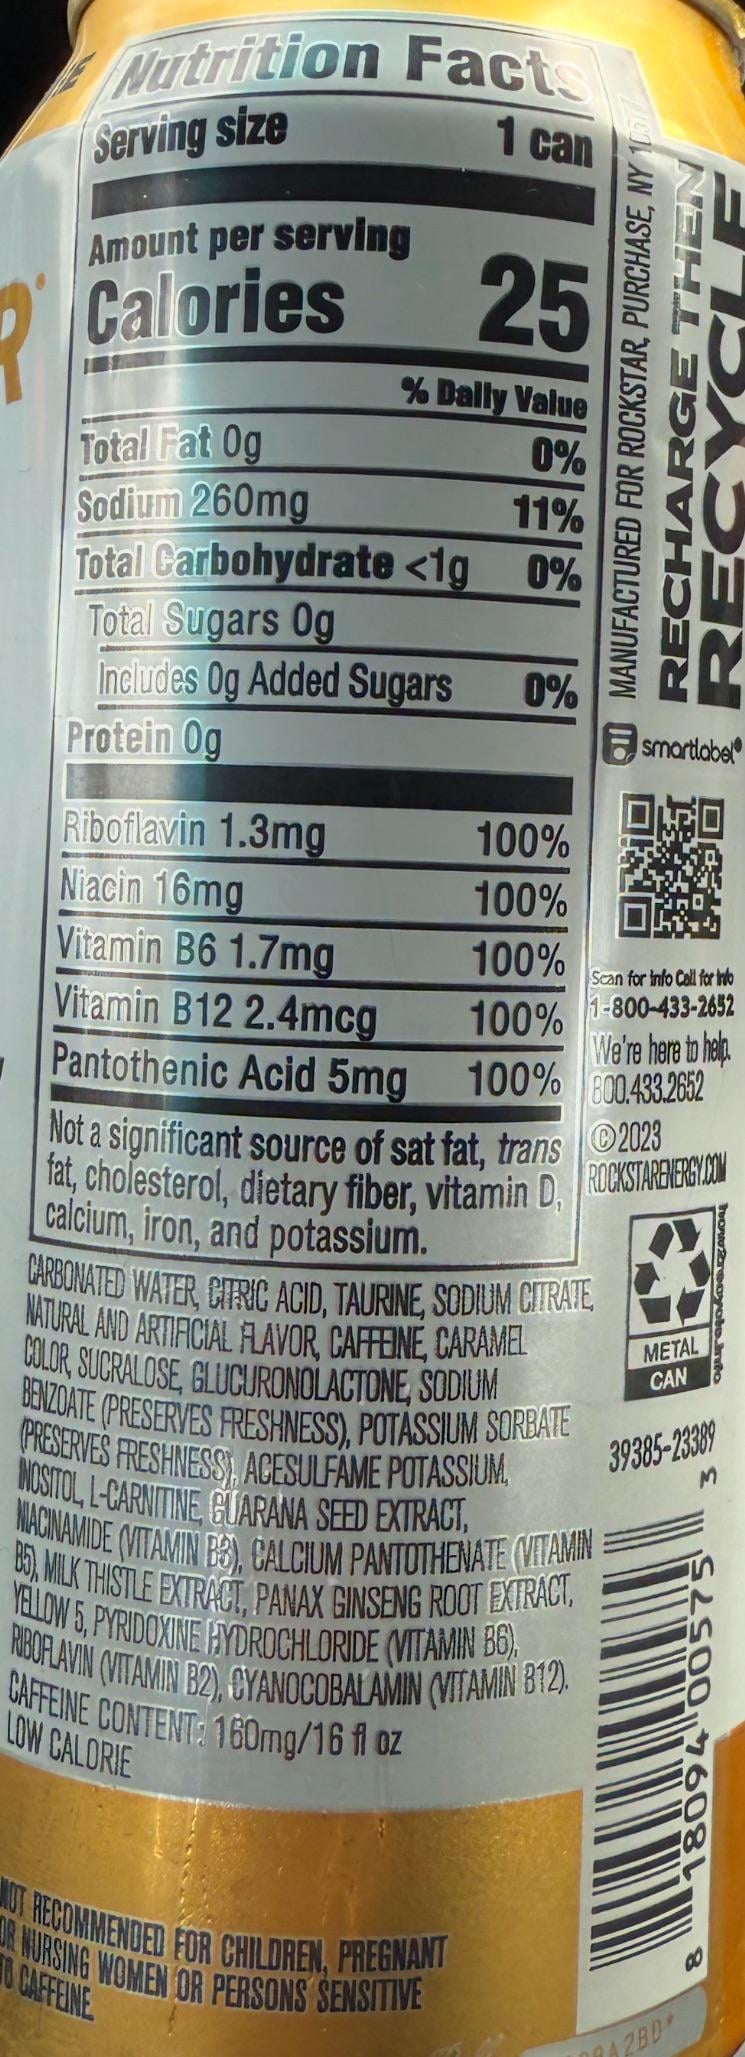 Nutrition Facts
Serving size 1 can
Amount per serving
Calories 25
% Daily Value
Total Fat 0g 0%
Sodium 260mg 11%
Total Carbohydrate <1g 0%
Total Sugars 0g
Includes 0g Added Sugars 0%
Protein 0g
Riboflavin 1.3mg 100%
Niacin 16mg 100%
Vitamin B6 1.7mg 100%
Vitamin B12 2.4mcg 100%
Pantothenic Acid 5mg 100%
Not a significant source of sat fat, trans
fat, cholesterol, dietary fiber, vitamin D,
calcium, iron, and potassium.
CARBONATED WATER, CITRIC ACID, TAURINE, SODIUM CITRATE,
NATURAL AND ARTIFICIAL FLAVOR, CAFFEINE, CARAMEL
COLOR, SUCRALOSE, GLUCURONOLACTONE, SODIUM
BENZOATE (PRESERVES FRESHNESS), POTASSIUM SORBATE
(PRESERVES FRESHNESS), ACESULFAME POTASSIUM,
INOSITOL, L-CARNITINE, GUARANA SEED EXTRACT,
NIACINAMIDE (VITAMIN B3), CALCIUM PANTOTHENATE (VITAMIN
B5), MILK THISTLE EXTRACT, PANAX GINSENG ROOT EXTRACT,
YELLOW 5, PYRIDOXINE HYDROCHLORIDE (VITAMIN B6),
RIBOFLAVIN (VITAMIN B2), CYANOCOBALAMIN (VITAMIN B12).
CAFFEINE CONTENT: 160mg/16 fl oz
LOW CALORIE
NOT RECOMMENDED FOR CHILDREN, PREGNANT
OR NURSING WOMEN OR PERSONS SENSITIVE
TO CAFFEINE
MANUFACTURED FOR ROCKSTAR, PURCHASE, NY 10577
RECHARGE THEN
RECYCLE
smartlabel®
Scan for info Call for info
1-800-433-2652
We're here to help.
800.433.2652
©2023
ROCKSTARENERGY.COM
how2recycle.info
METAL
CAN
39385-23389
8 18094 00575 3